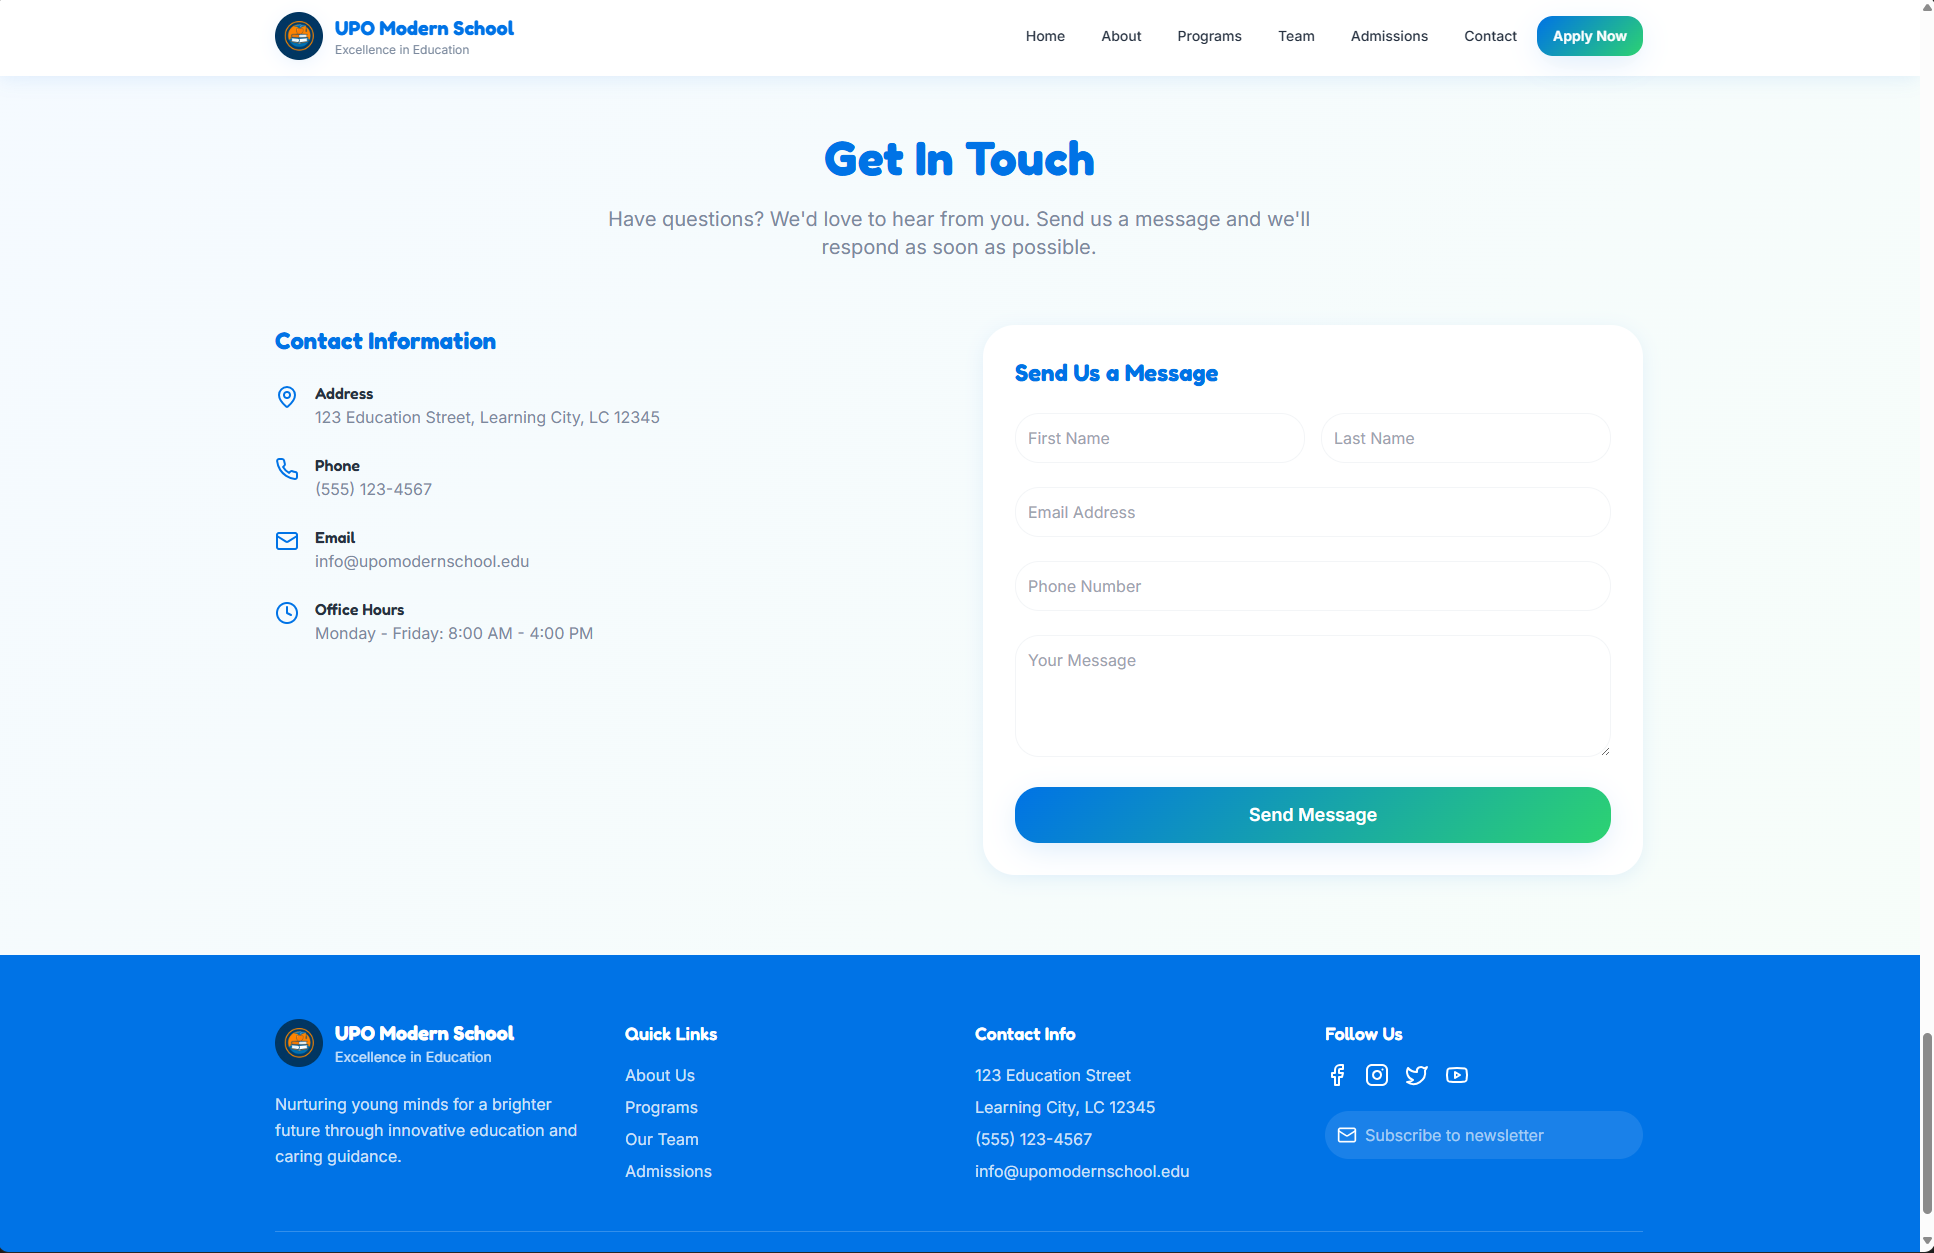 UPO Modern School
Excellence in Education
Home
About
Programs
Team
Admissions
Contact
Apply Now
Get In Touch
Have questions? We'd love to hear from you. Send us a message and we'll
respond as soon as possible.
Contact Information
Address
123 Education Street, Learning City, LC 12345
Phone
(555) 123-4567
Email
info@upomodernschool.edu
Office Hours
Monday - Friday: 8:00 AM - 4:00 PM
Send Us a Message
First Name
Last Name
Email Address
Phone Number
Your Message
Send Message
UPO Modern School
Excellence in Education
Nurturing young minds for a brighter
future through innovative education and
caring guidance.
Quick Links
About Us
Programs
Our Team
Admissions
Contact Info
123 Education Street
Learning City, LC 12345
(555) 123-4567
info@upomodernschool.edu
Follow Us
Subscribe to newsletter